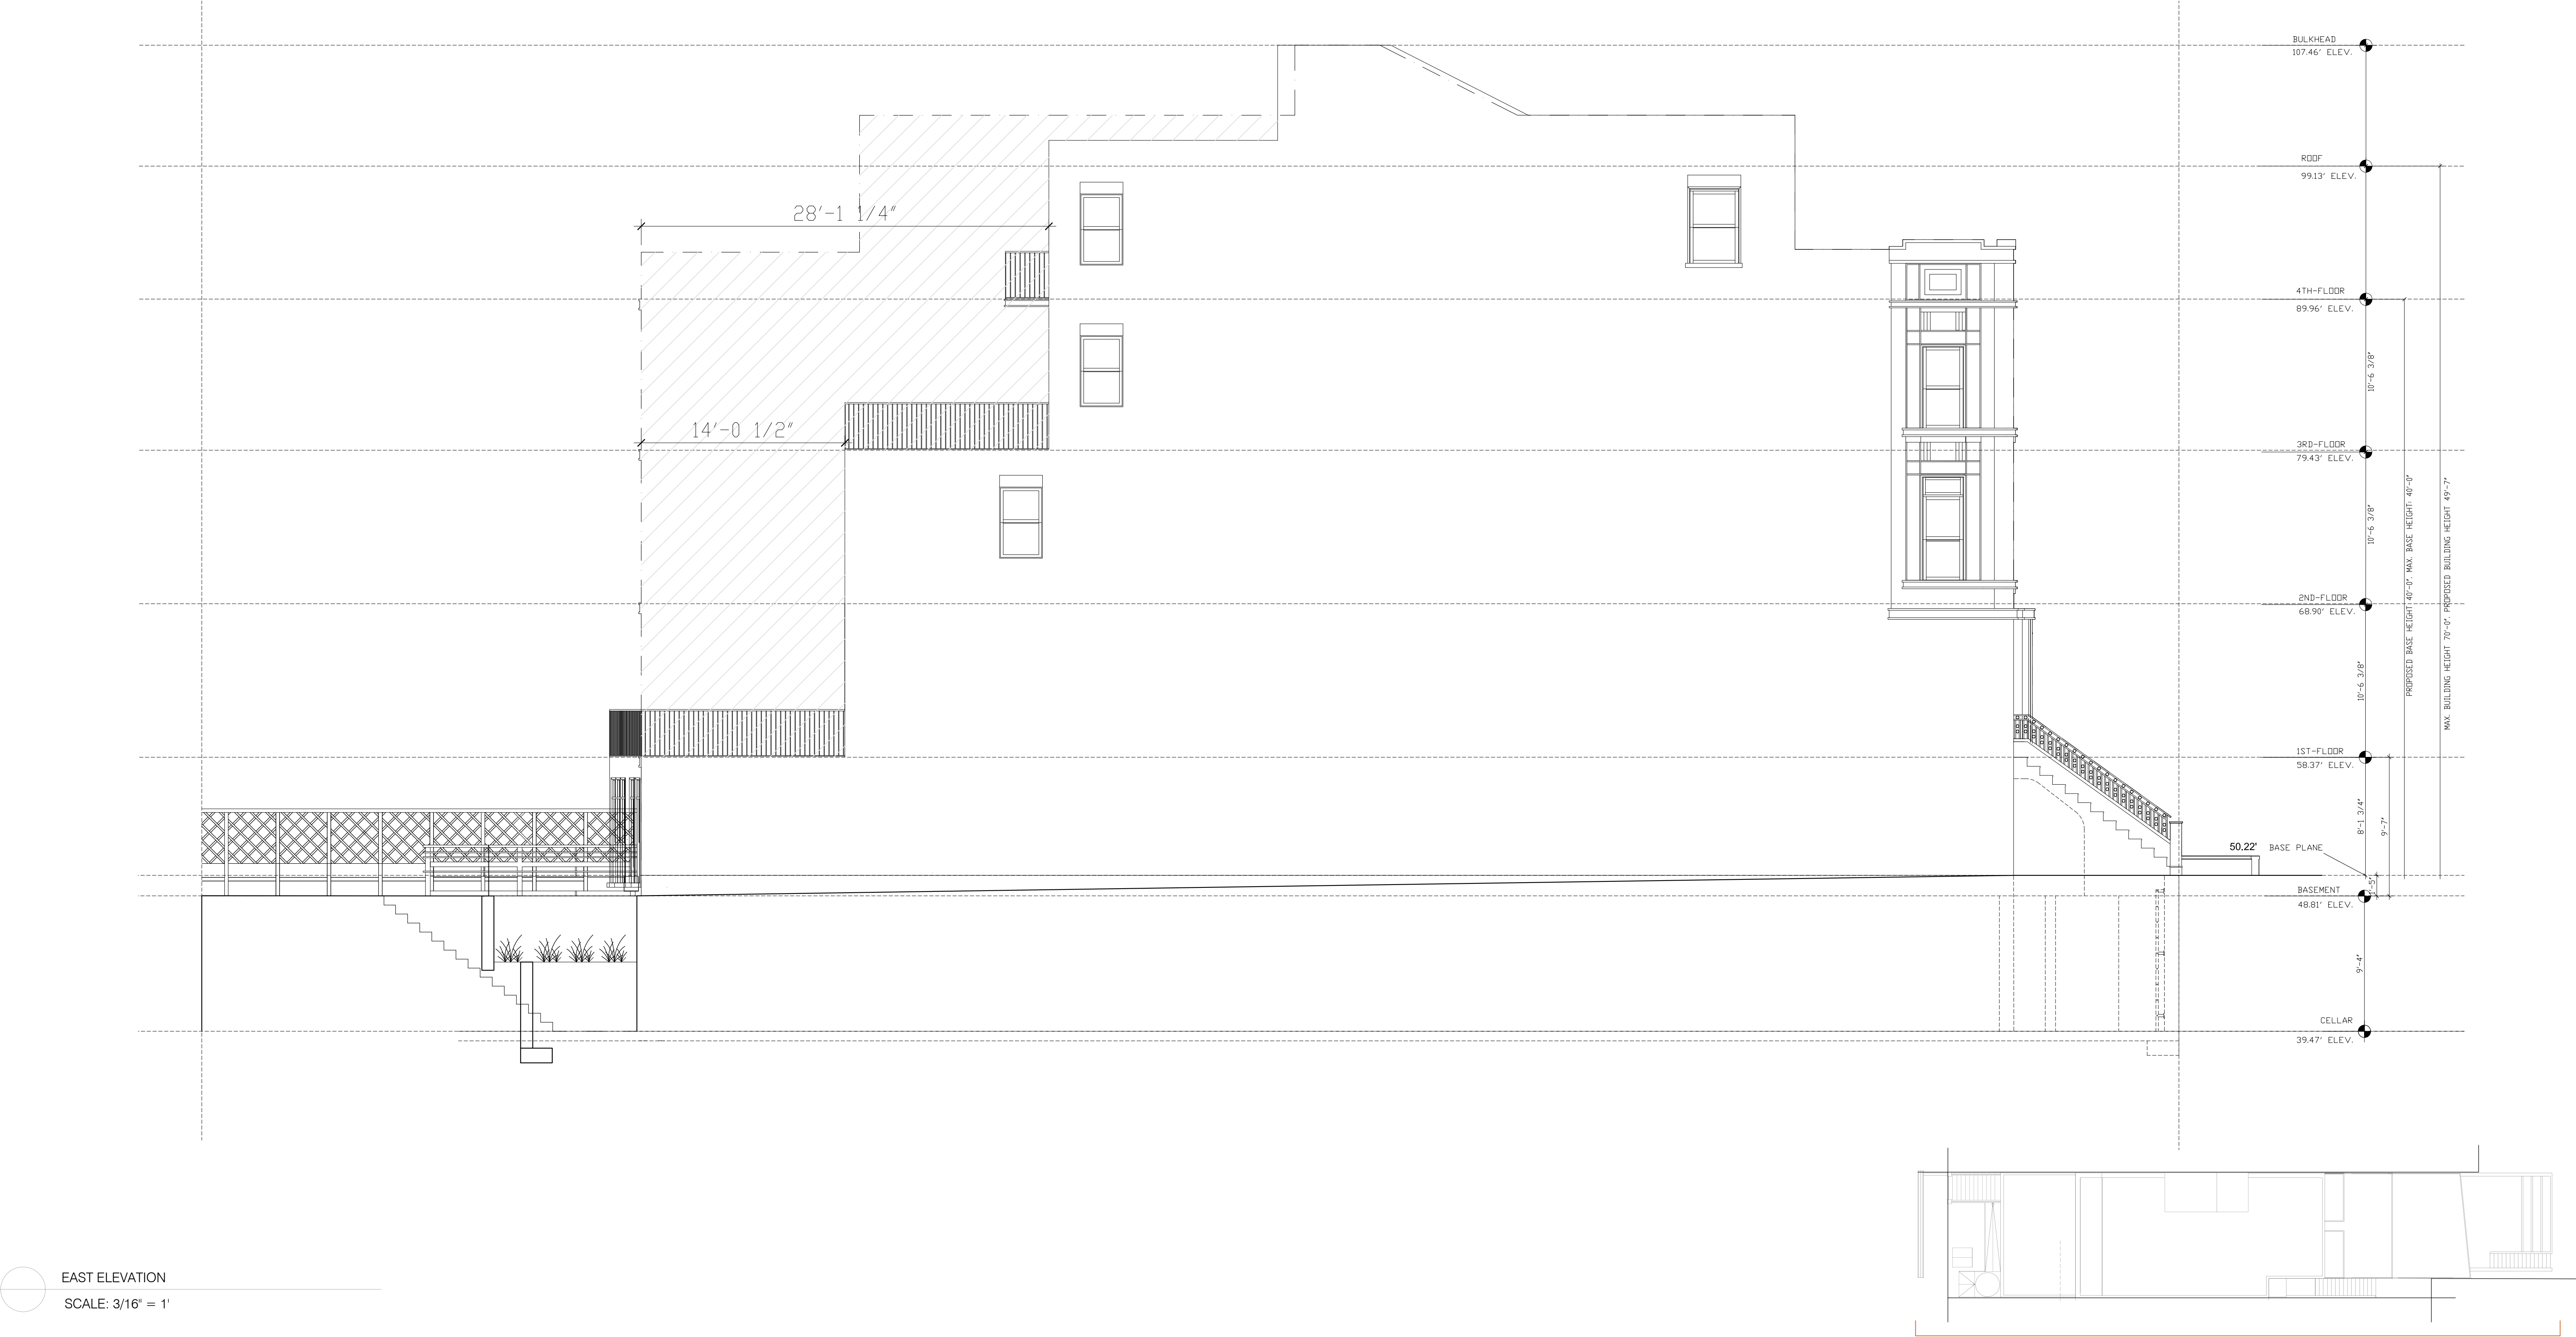 BULKHEAD
107.46' ELEV.
ROOF
99.13' ELEV.
28'-1 1/4"
4TH-FLOOR
89.96' ELEV.
10'-6 3/8"
14'-0 1/2"
3RD-FLOOR
79.43' ELEV.
10'-6 3/8"
PROPOSED BASE HEIGHT 40'-0". MAX. BASE HEIGHT: 40'-0"
MAX. BUILDING HEIGHT 70'-0". PROPOSED BUILDING HEIGHT 49'-7"
2ND-FLOOR
68.90' ELEV.
10'-6 3/8"
1ST-FLOOR
58.37' ELEV.
8'-1 3/4"
9'-7"
50.22' BASE PLANE
1'-5"
BASEMENT
48.81' ELEV.
9'-4"
CELLAR
39.47' ELEV.
EAST ELEVATION
SCALE: 3/16" = 1'